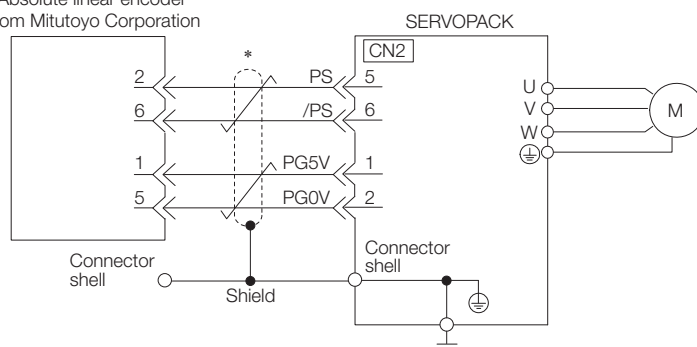 Absolute linear encoder
om Mitutoyo Corporation
SERVOPACK
*
CN2
2
PS
5
6
/PS
6
1
PG5V
1
5
PG0V
2
U
V
W
M
Connector
shell
Shield
Connector
shell